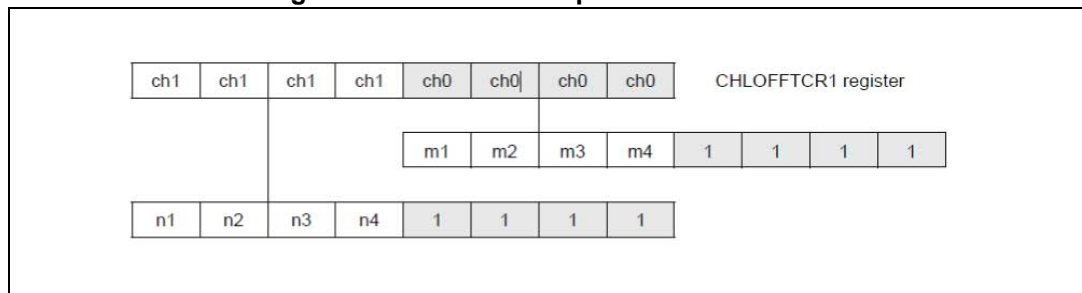 ch1 ch1 ch1 ch1 ch0 ch0 ch0 ch0 CHLOFFTCR1 register
m1 m2 m3 m4 1 1 1 1
n1 n2 n3 n4 1 1 1 1